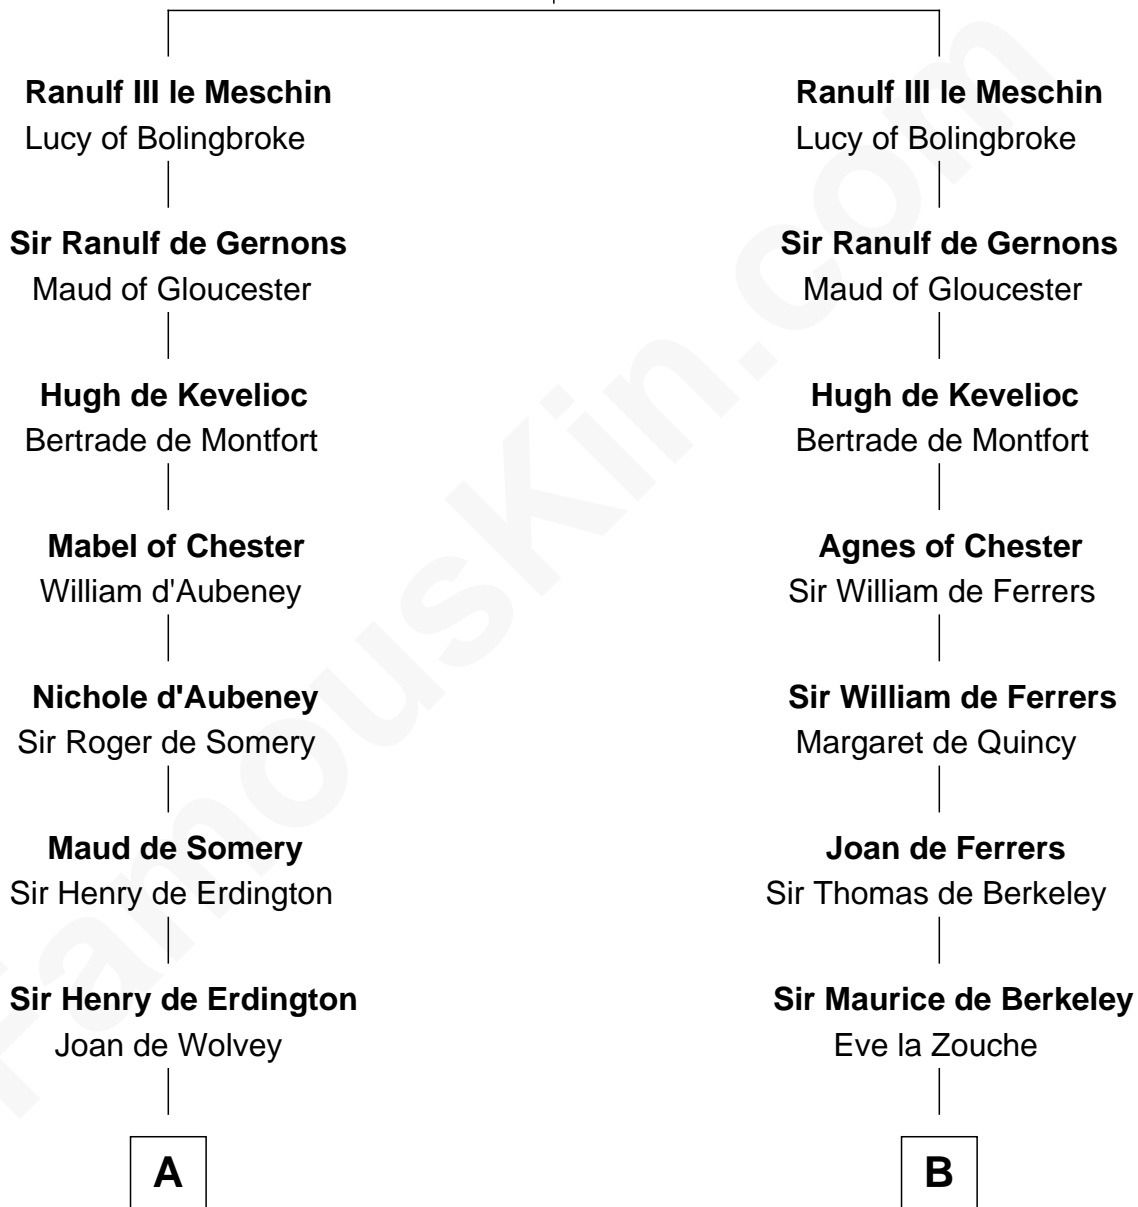 Ranulf III le Meschin
Lucy of Bolingbroke
Sir Ranulf de Gernons
Maud of Gloucester
Hugh de Kevelioc
Bertrade de Montfort
Mabel of Chester
William d'Aubeney
Nichole d'Aubeney
Sir Roger de Somery
Maud de Somery
Sir Henry de Erdington
Sir Henry de Erdington
Joan de Wolvey
A
Ranulf III le Meschin
Lucy of Bolingbroke
Sir Ranulf de Gernons
Maud of Gloucester
Hugh de Kevelioc
Bertrade de Montfort
Agnes of Chester
Sir William de Ferrers
Sir William de Ferrers
Margaret de Quincy
Joan de Ferrers
Sir Thomas de Berkeley
Sir Maurice de Berkeley
Eve la Zouche
B
FamousKin.com